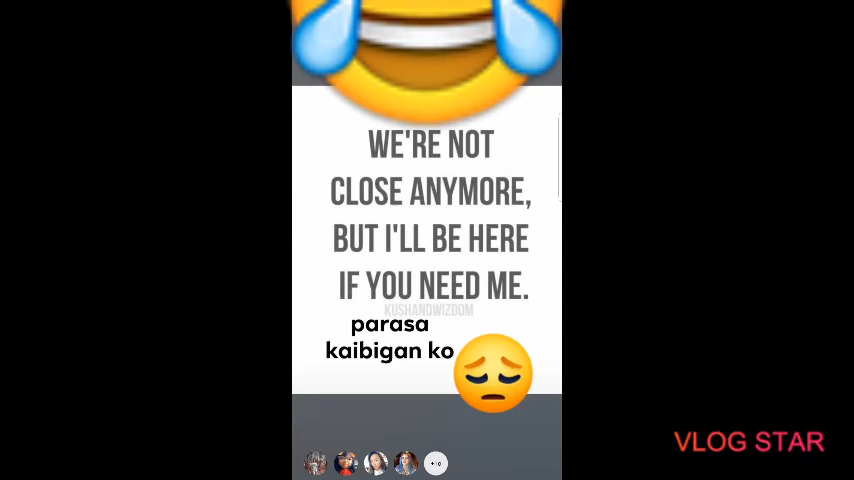 WE'RE NOT
CLOSE ANYMORE,
BUT I'LL BE HERE
IF YOU NEED ME.
KUSHANDWIZDOM
parasa
kaibigan ko
+10
VLOG STAR